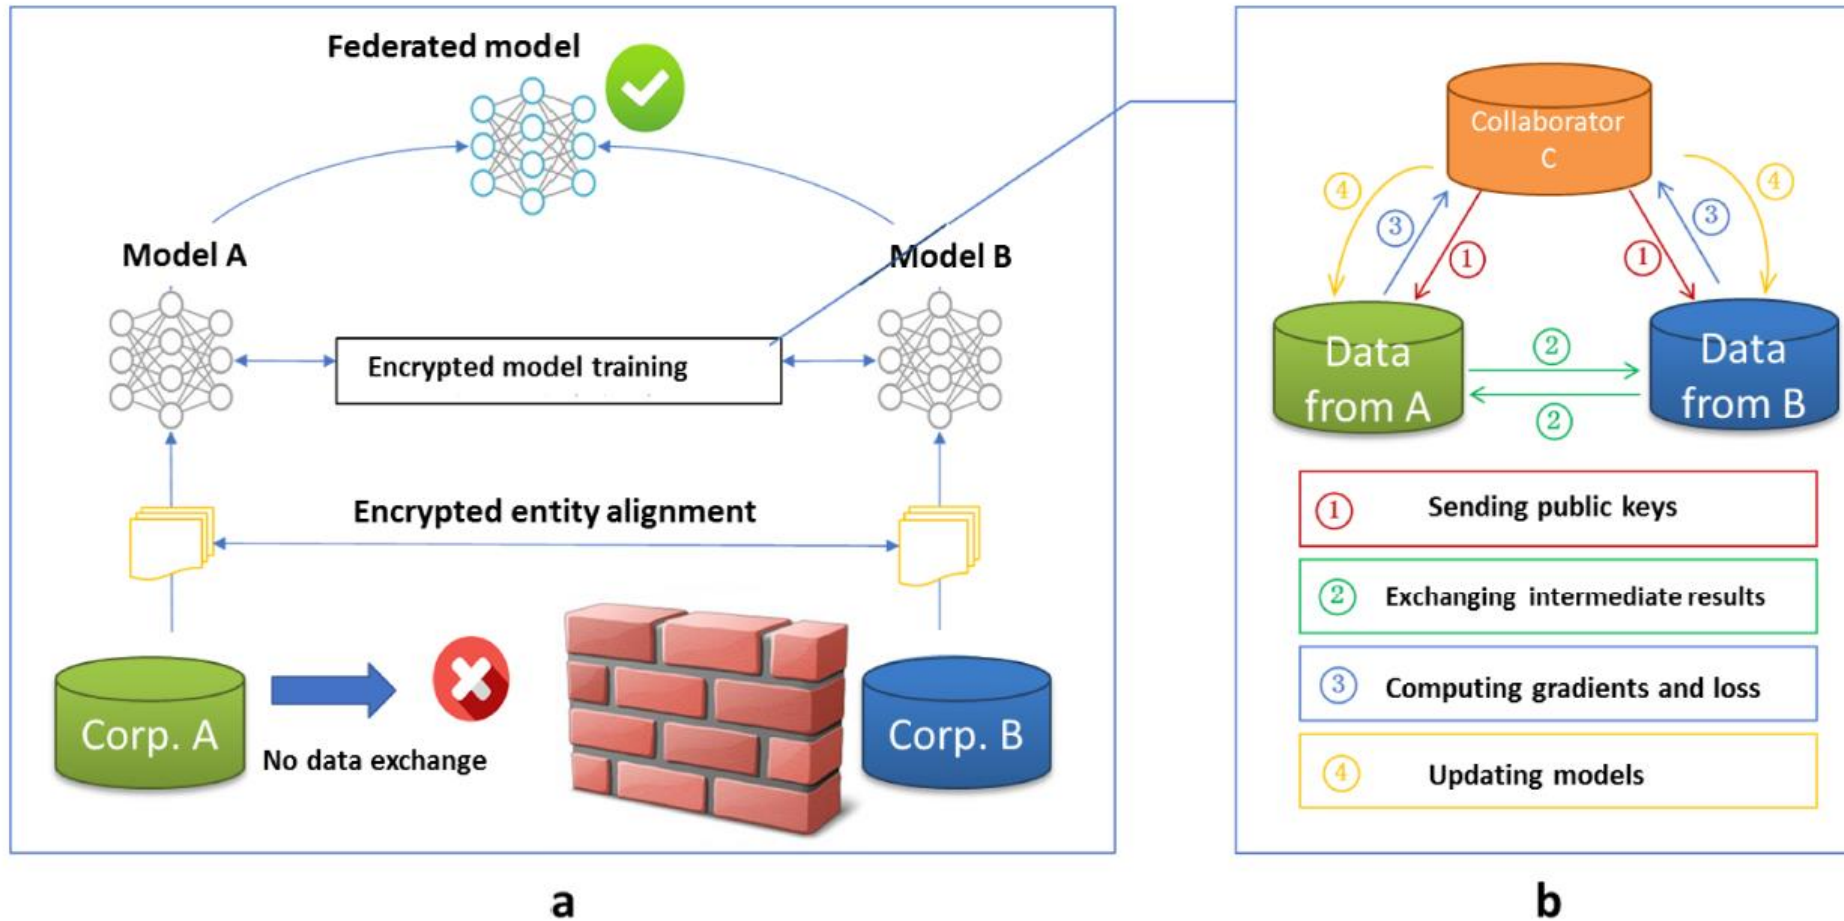 Federated model
Model A
Model B
Encrypted model training
Encrypted entity alignment
Corp. A
No data exchange
Corp. B
a
Collaborator
C
4
3
1
1
3
4
Data
from A
2
2
Data
from B
1 Sending public keys
2 Exchanging intermediate results
3 Computing gradients and loss
4 Updating models
b